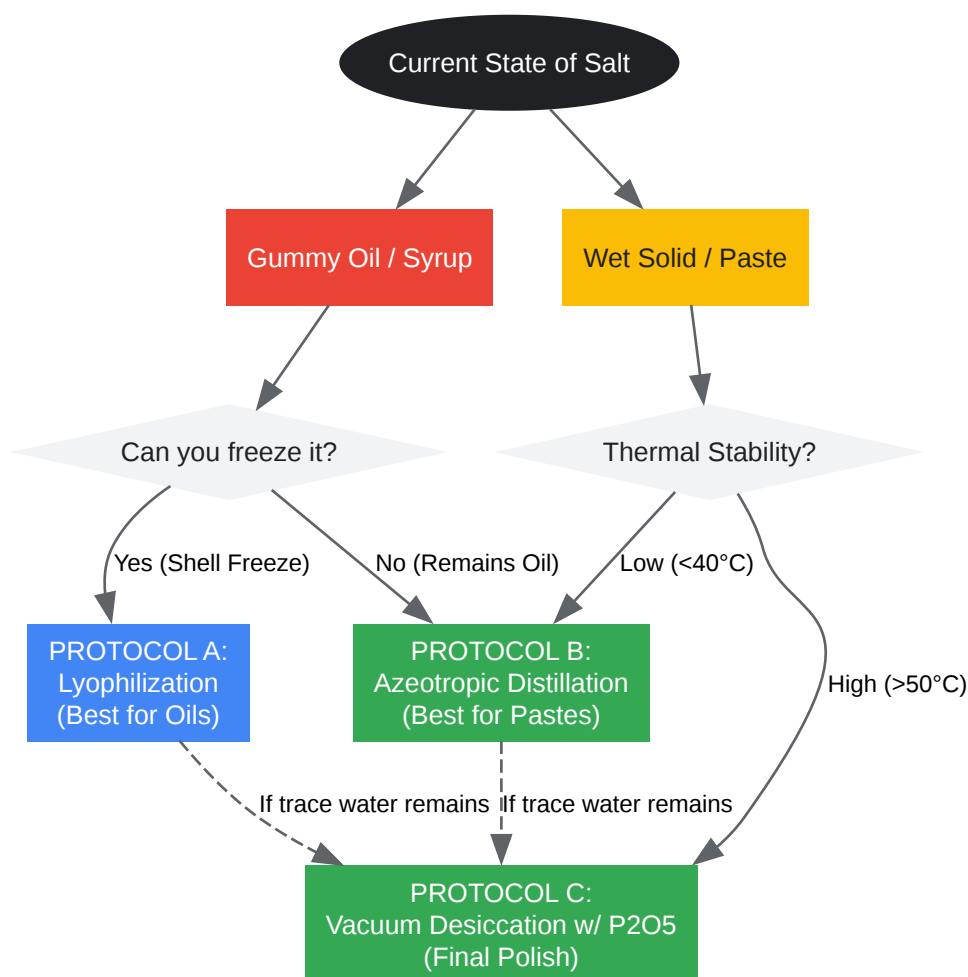 Current State of Salt
Gummy Oil / Syrup
Wet Solid / Paste
Can you freeze it?
Thermal Stability?
Yes (Shell Freeze)
No (Remains Oil)
Low (<40°C)
High (>50°C)
PROTOCOL A:
Lyophilization
(Best for Oils)
PROTOCOL B:
Azeotropic Distillation
(Best for Pastes)
If trace water remains
If trace water remains
PROTOCOL C:
Vacuum Desiccation w/ P2O5
(Final Polish)